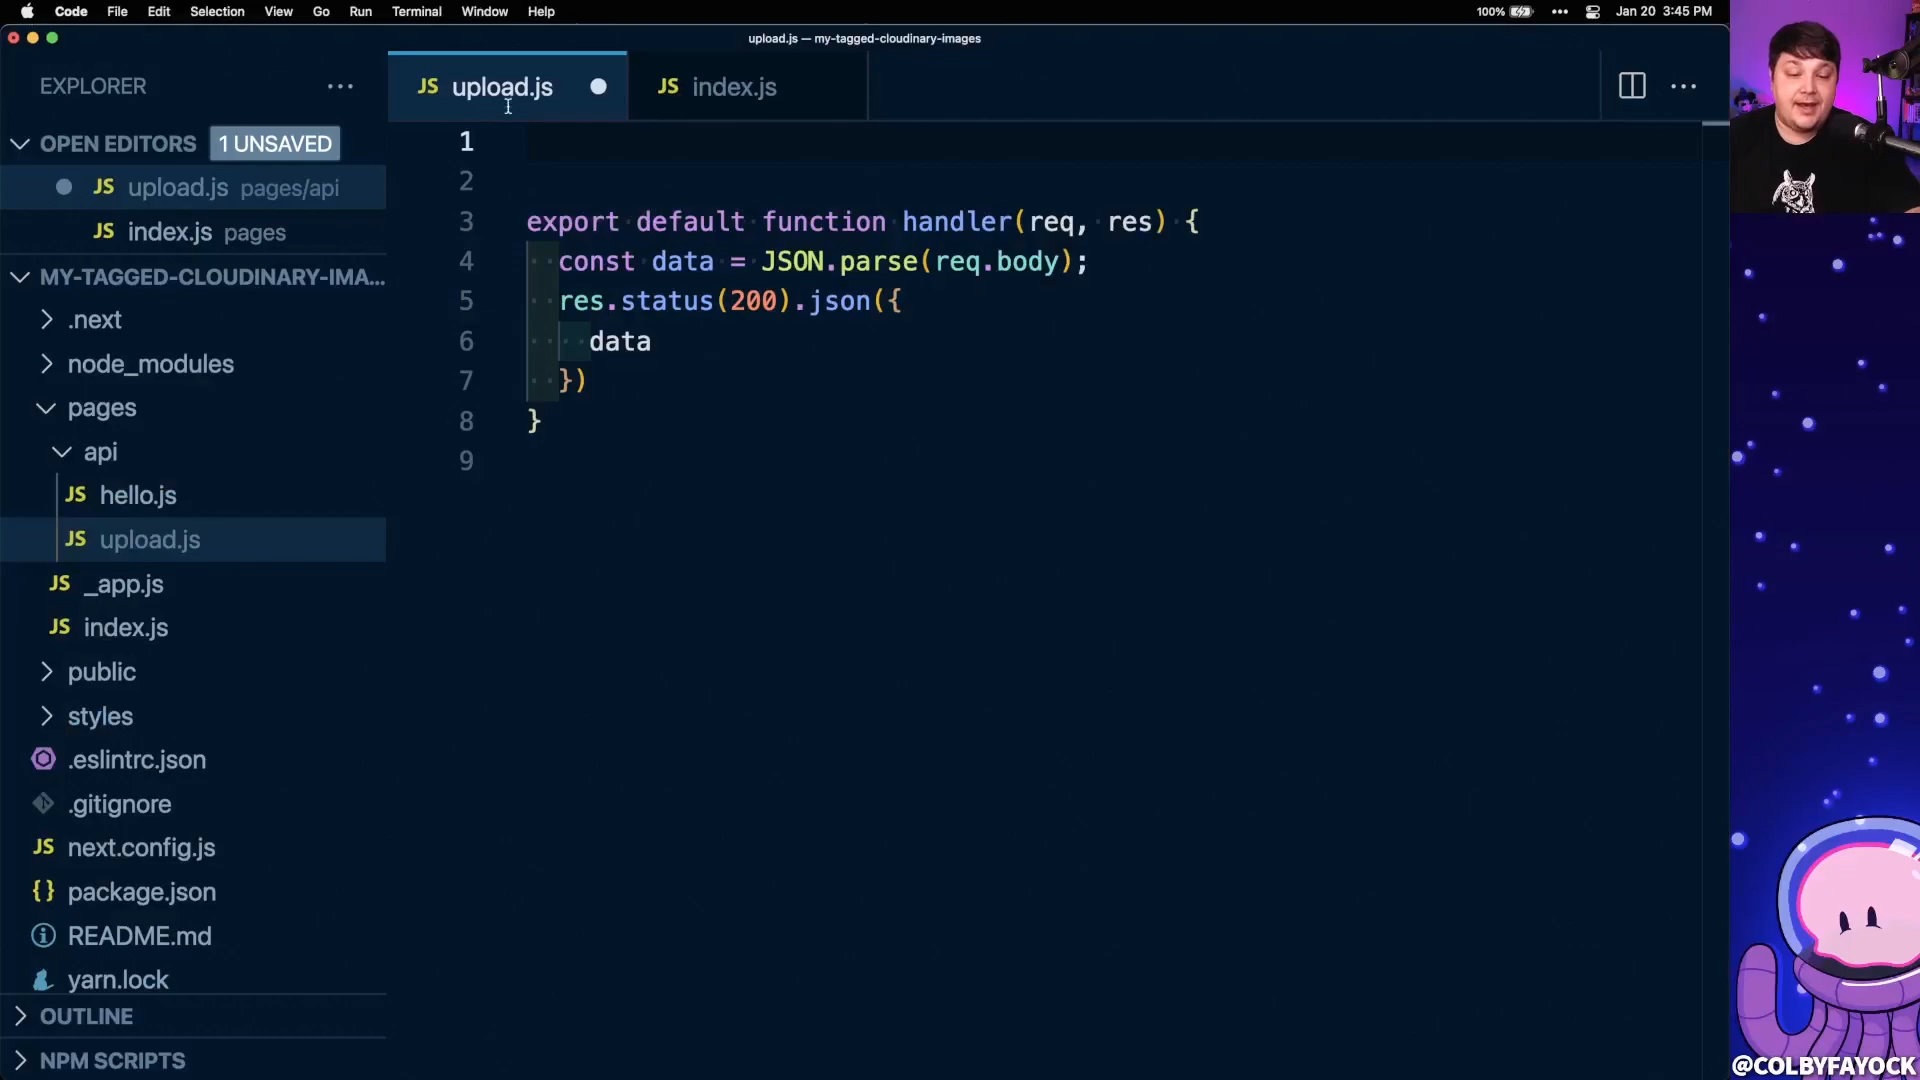 Code File Edit Selection View Go Run Terminal Window Help 100% Jan 20 3:45 PM
upload.js — my-tagged-cloudinary-images
EXPLORER
OPEN EDITORS 1 UNSAVED
JS upload.js pages/api
JS index.js pages
MY-TAGGED-CLOUDINARY-IMA...
.next
node_modules
pages
api
JS hello.js
JS upload.js
JS _app.js
JS index.js
public
styles
.eslintrc.json
.gitignore
JS next.config.js
{} package.json
README.md
yarn.lock
OUTLINE
NPM SCRIPTS
JS upload.js
JS index.js
1
2
3 export default function handler(req, res) {
4 const data = JSON.parse(req.body);
5 res.status(200).json({
6 data
7 })
8 }
9
@COLBYFAYOCK